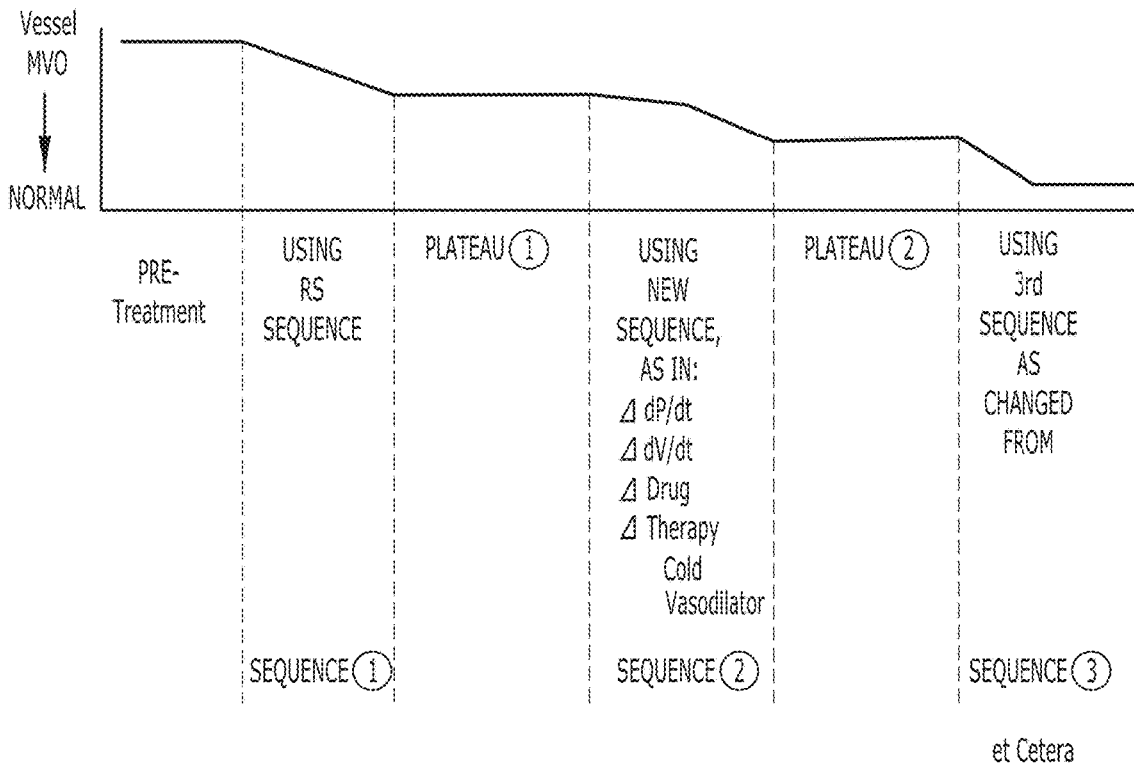 Vessel
MVO
NORMAL
PRE-
Treatment
USING
RS
SEQUENCE
PLATEAU 1
USING
NEW
SEQUENCE,
AS IN:
⊿ dP/dt
⊿ dV/dt
⊿ Drug
⊿ Therapy
Cold
Vasodilator
PLATEAU 2
USING
3rd
SEQUENCE
AS
CHANGED
FROM
SEQUENCE 1
SEQUENCE 2
SEQUENCE 3
et Cetera